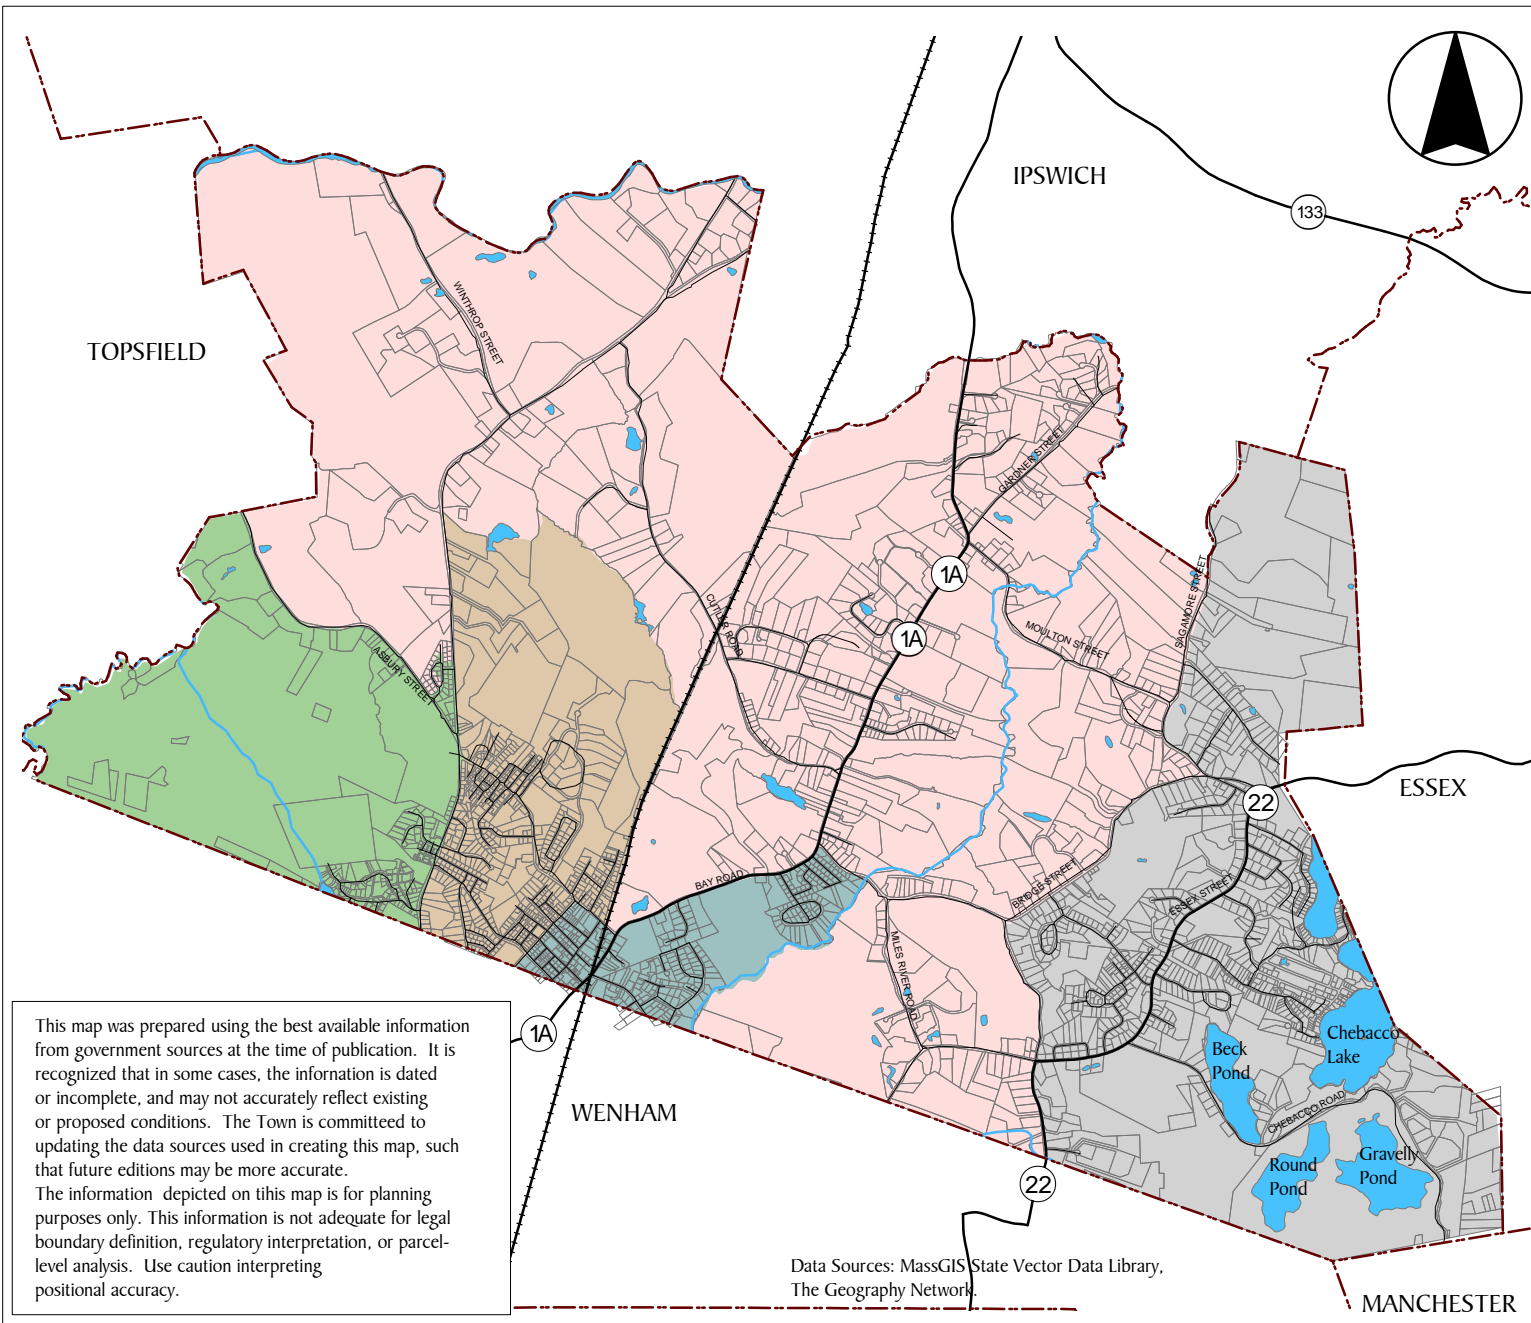 IPSWICH
133
TOPSFIELD
WINTHROP STREET
GARDNER STREET
1A
SAGAMORE STREET
CUTLER ROAD
1A
MOULTON STREET
ASBURY STREET
ESSEX
22
BAY ROAD
BRIDGE STREET
ESSEX STREET
MILES RIVER ROAD
1A
Chebacco
Lake
Beck
Pond
CHEBACCO ROAD
WENHAM
Round
Pond
Gravelly
Pond
22
This map was prepared using the best available information
from government sources at the time of publication.  It is
recognized that in some cases, the infornation is dated
or incomplete, and may not accurately reflect existing
or proposed conditions.  The Town is committeed to
updating the data sources used in creating this map, such
that future editions may be more accurate.
The information  depicted on tihis map is for planning
purposes only. This information is not adequate for legal
boundary definition, regulatory interpretation, or parcel-
level analysis.  Use caution interpreting
positional accuracy.
Data Sources: MassGIS State Vector Data Library,
The Geography Network.
MANCHESTER